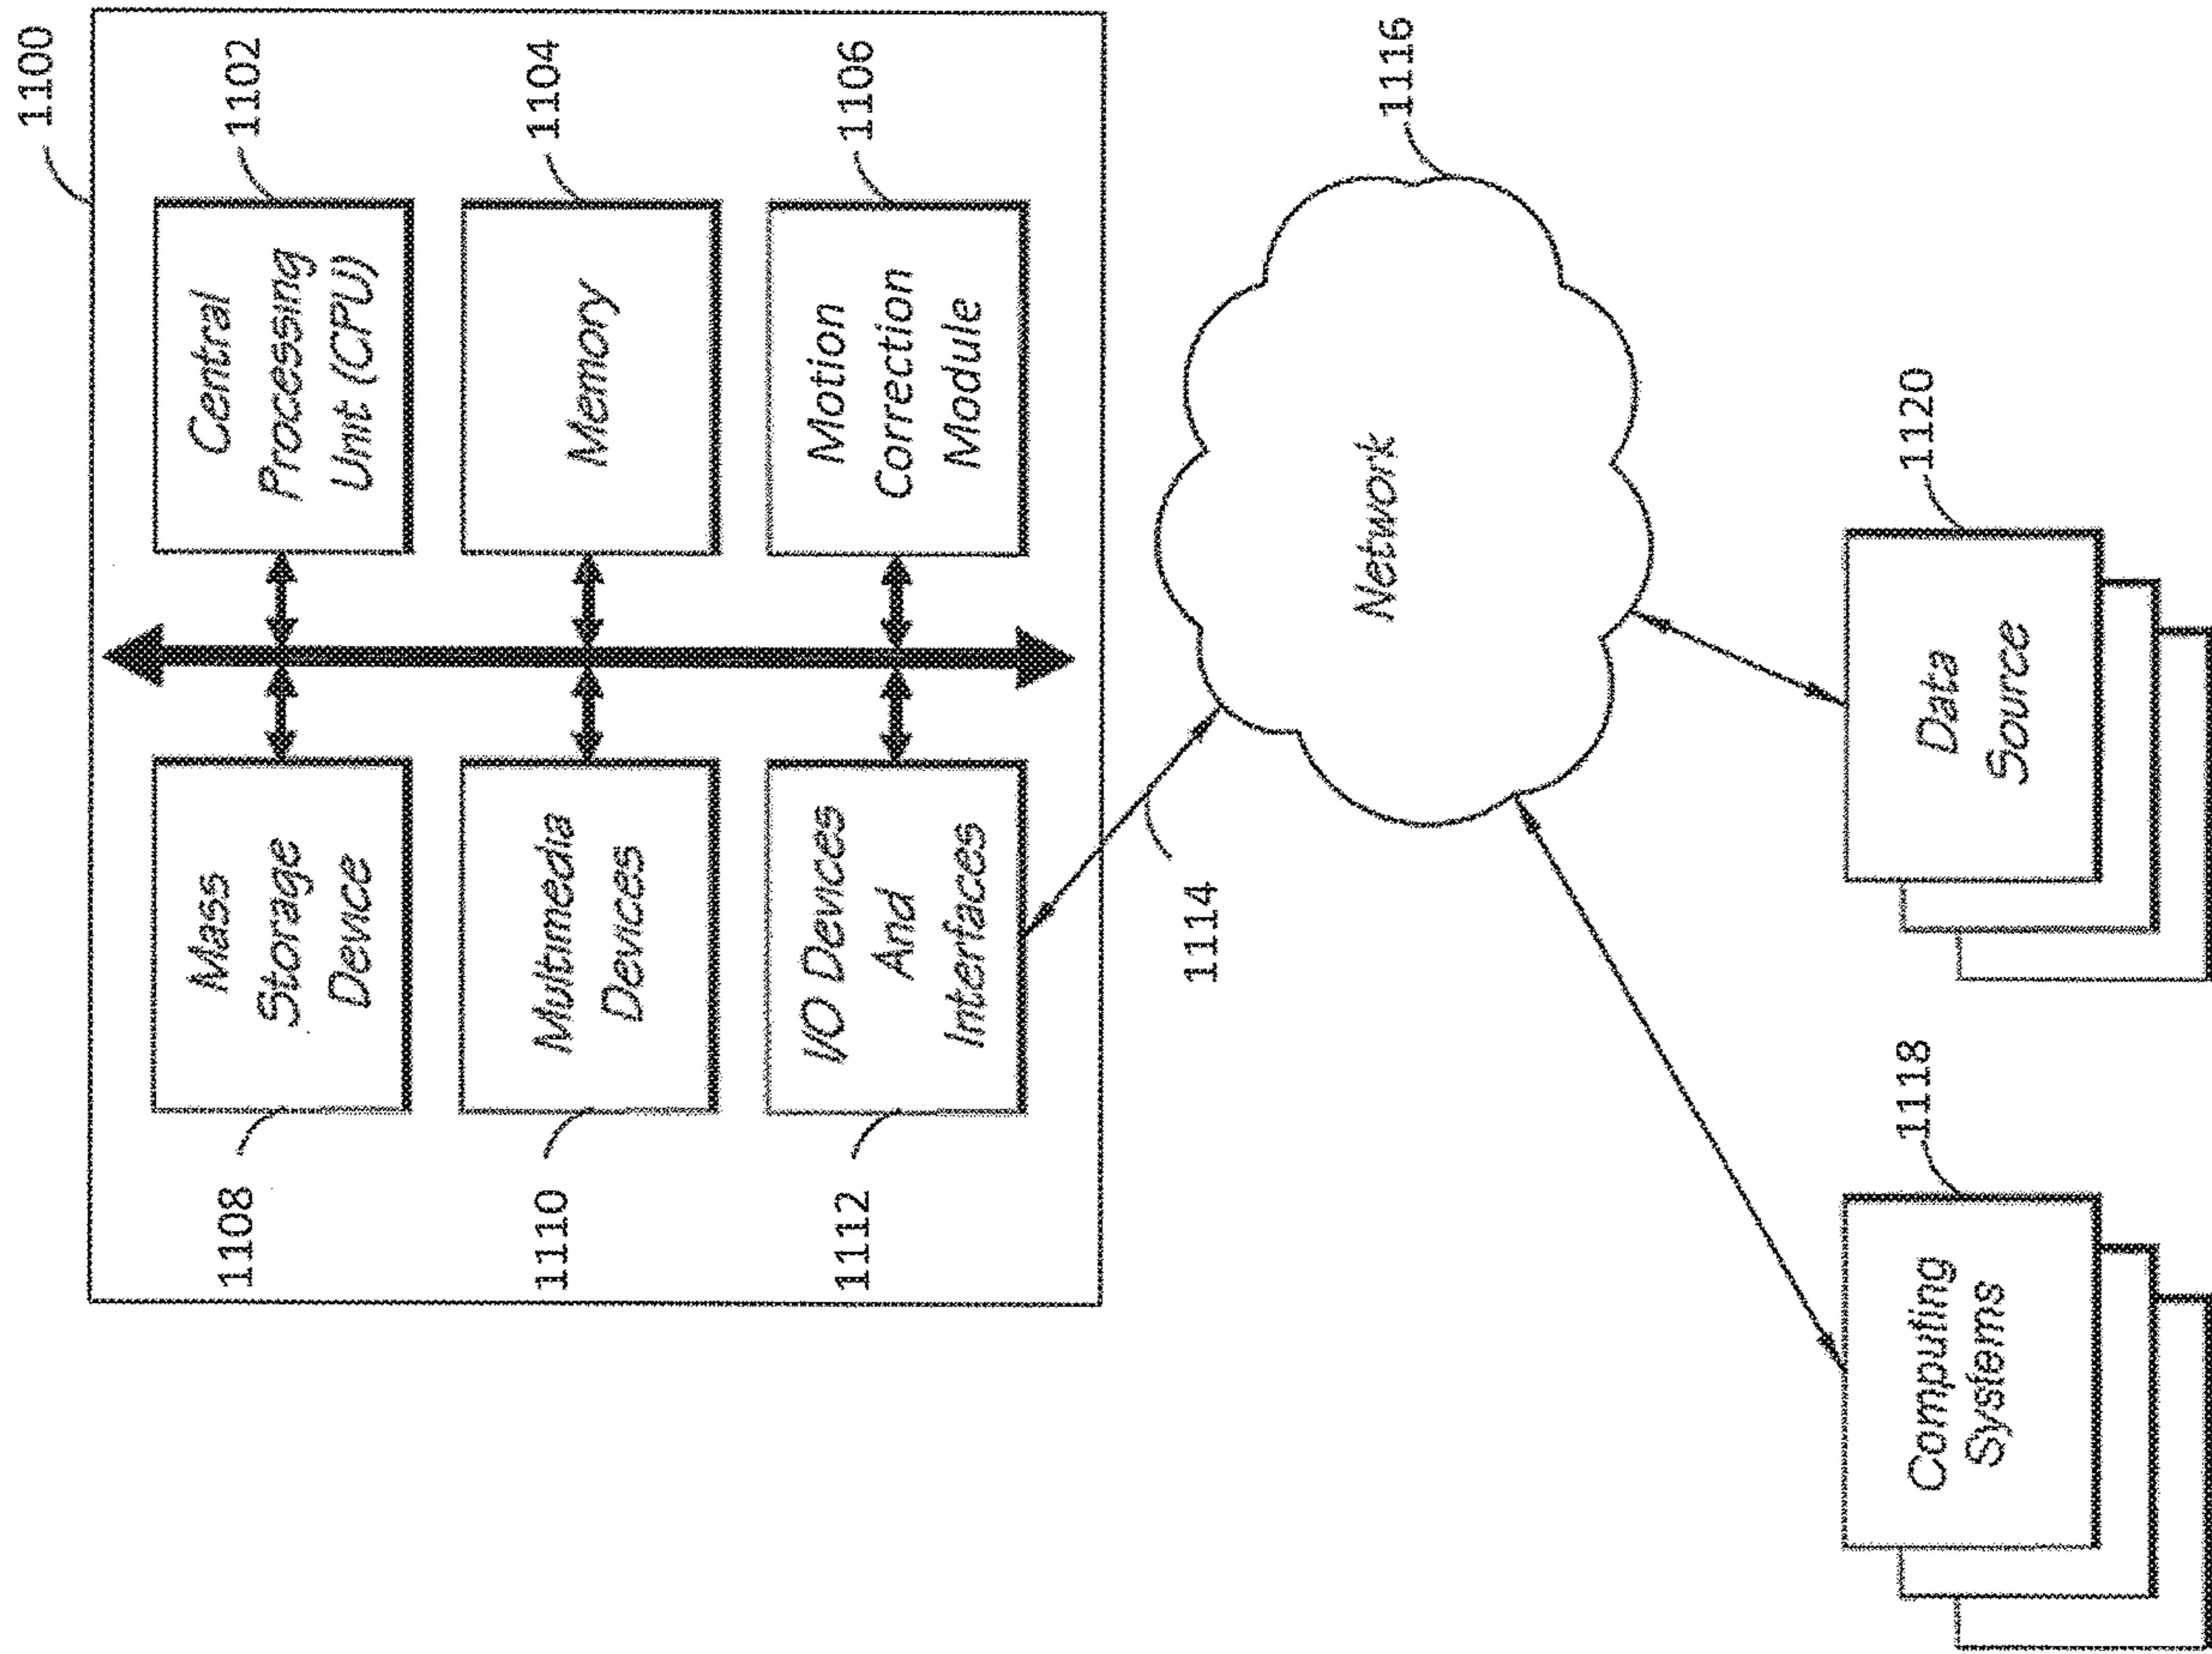 1100
Mass
Storage
Device
1108
Central
Processing
Unit (CPU)
1102
Multimedia
Devices
1110
Memory
1104
I/O Devices
And
Interfaces
1112
Motion
Correction
Module
1106
1114
Network
1116
Computing
Systems
1118
Data
Source
1120